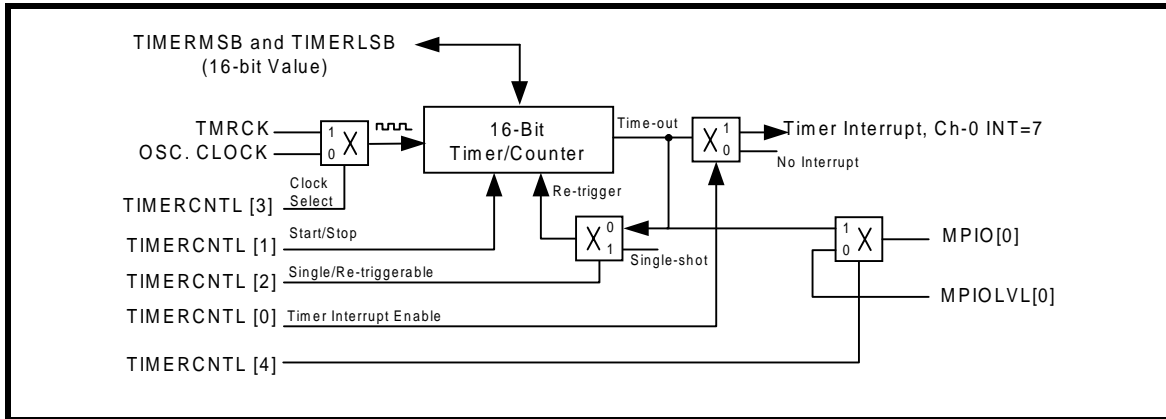 TIMERMSB and TIMERLSB
(16-bit Value)
TMRCK
OSC. CLOCK
1
0
X
16-Bit
Timer/Counter
Time-out
X
1
0
Timer Interrupt, Ch-0 INT=7
No Interrupt
Clock
Select
Re-trigger
TIMERCNTL [3]
TIMERCNTL [1]
Start/Stop
X
0
1
Single-shot
1
0
X
MPIO[0]
TIMERCNTL [2]
Single/Re-triggerable
MPIOLVL[0]
TIMERCNTL [0]
Timer Interrupt Enable
TIMERCNTL [4]